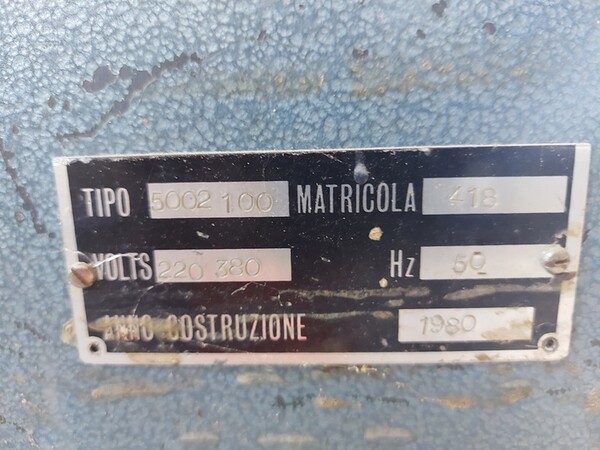 TIPO 5002 100 MATRICOLA 418
VOLTS 220 380 Hz 50
ANNO COSTRUZIONE 1980